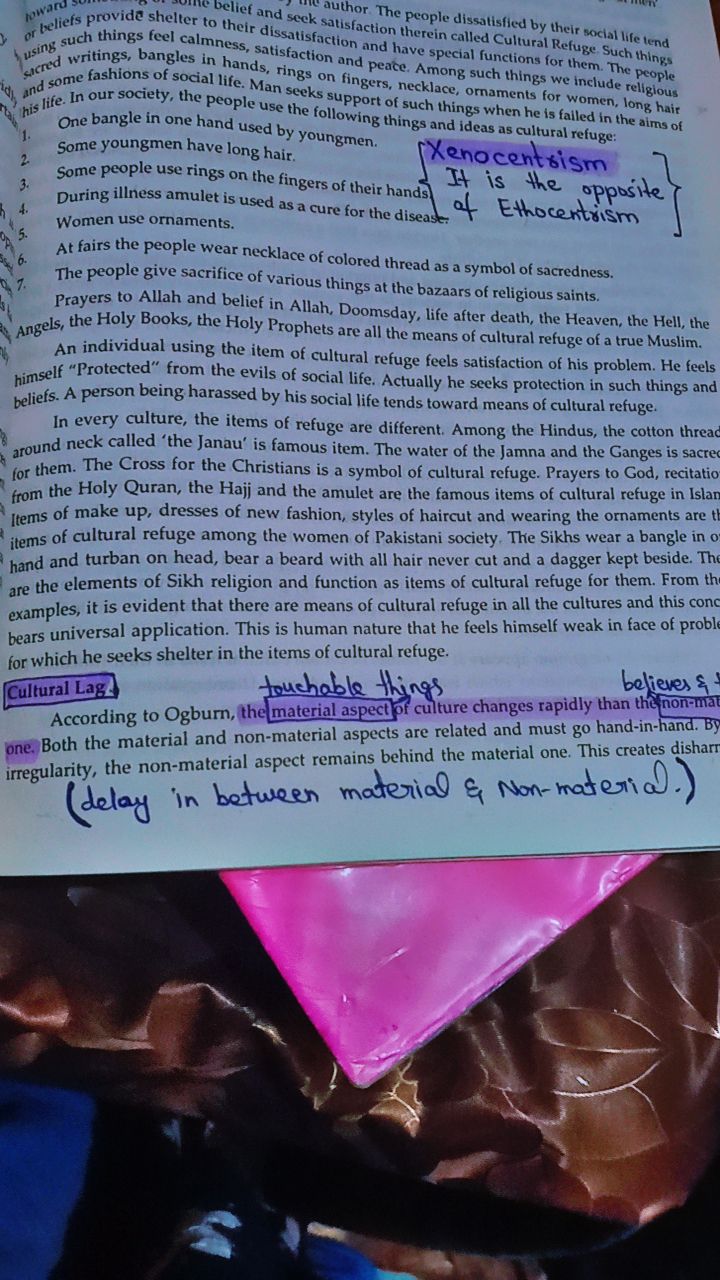 the author. The people dissatisfied by their social life tend
toward belief and seek satisfaction therein called Cultural Refuge. Such things
or beliefs provide shelter to their dissatisfaction and have special functions for them. The people
using such things feel calmness, satisfaction and peace. Among such things we include religious
sacred writings, bangles in hands, rings on fingers, necklace, ornaments for women, long hair
and some fashions of social life. Man seeks support of such things when he is failed in the aims of
his life. In our society, the people use the following things and ideas as cultural refuge:
1. One bangle in one hand used by youngmen.
2. Some youngmen have long hair.
3. Some people use rings on the fingers of their hands
4. During illness amulet is used as a cure for the disease.
5. Women use ornaments.
6. At fairs the people wear necklace of colored thread as a symbol of sacredness.
7. The people give sacrifice of various things at the bazaars of religious saints.
Xenocentrism
It is the opposite
of Ethocentrism
Prayers to Allah and belief in Allah, Doomsday, life after death, the Heaven, the Hell, the
Angels, the Holy Books, the Holy Prophets are all the means of cultural refuge of a true Muslim.
An individual using the item of cultural refuge feels satisfaction of his problem. He feels
himself "Protected" from the evils of social life. Actually he seeks protection in such things and
beliefs. A person being harassed by his social life tends toward means of cultural refuge.
In every culture, the items of refuge are different. Among the Hindus, the cotton thread
around neck called 'the Janau' is famous item. The water of the Jamna and the Ganges is sacred
for them. The Cross for the Christians is a symbol of cultural refuge. Prayers to God, recitatio
from the Holy Quran, the Hajj and the amulet are the famous items of cultural refuge in Islam
Items of make up, dresses of new fashion, styles of haircut and wearing the ornaments are th
items of cultural refuge among the women of Pakistani society. The Sikhs wear a bangle in o
hand and turban on head, bear a beard with all hair never cut and a dagger kept beside. The
are the elements of Sikh religion and function as items of cultural refuge for them. From the
examples, it is evident that there are means of cultural refuge in all the cultures and this conc
bears universal application. This is human nature that he feels himself weak in face of proble
for which he seeks shelter in the items of cultural refuge.
Cultural Lag
touchable things believes &
According to Ogburn, the material aspect of culture changes rapidly than the non-mat
one. Both the material and non-material aspects are related and must go hand-in-hand. By
irregularity, the non-material aspect remains behind the material one. This creates disharm
(delay in between material & Non-material.)